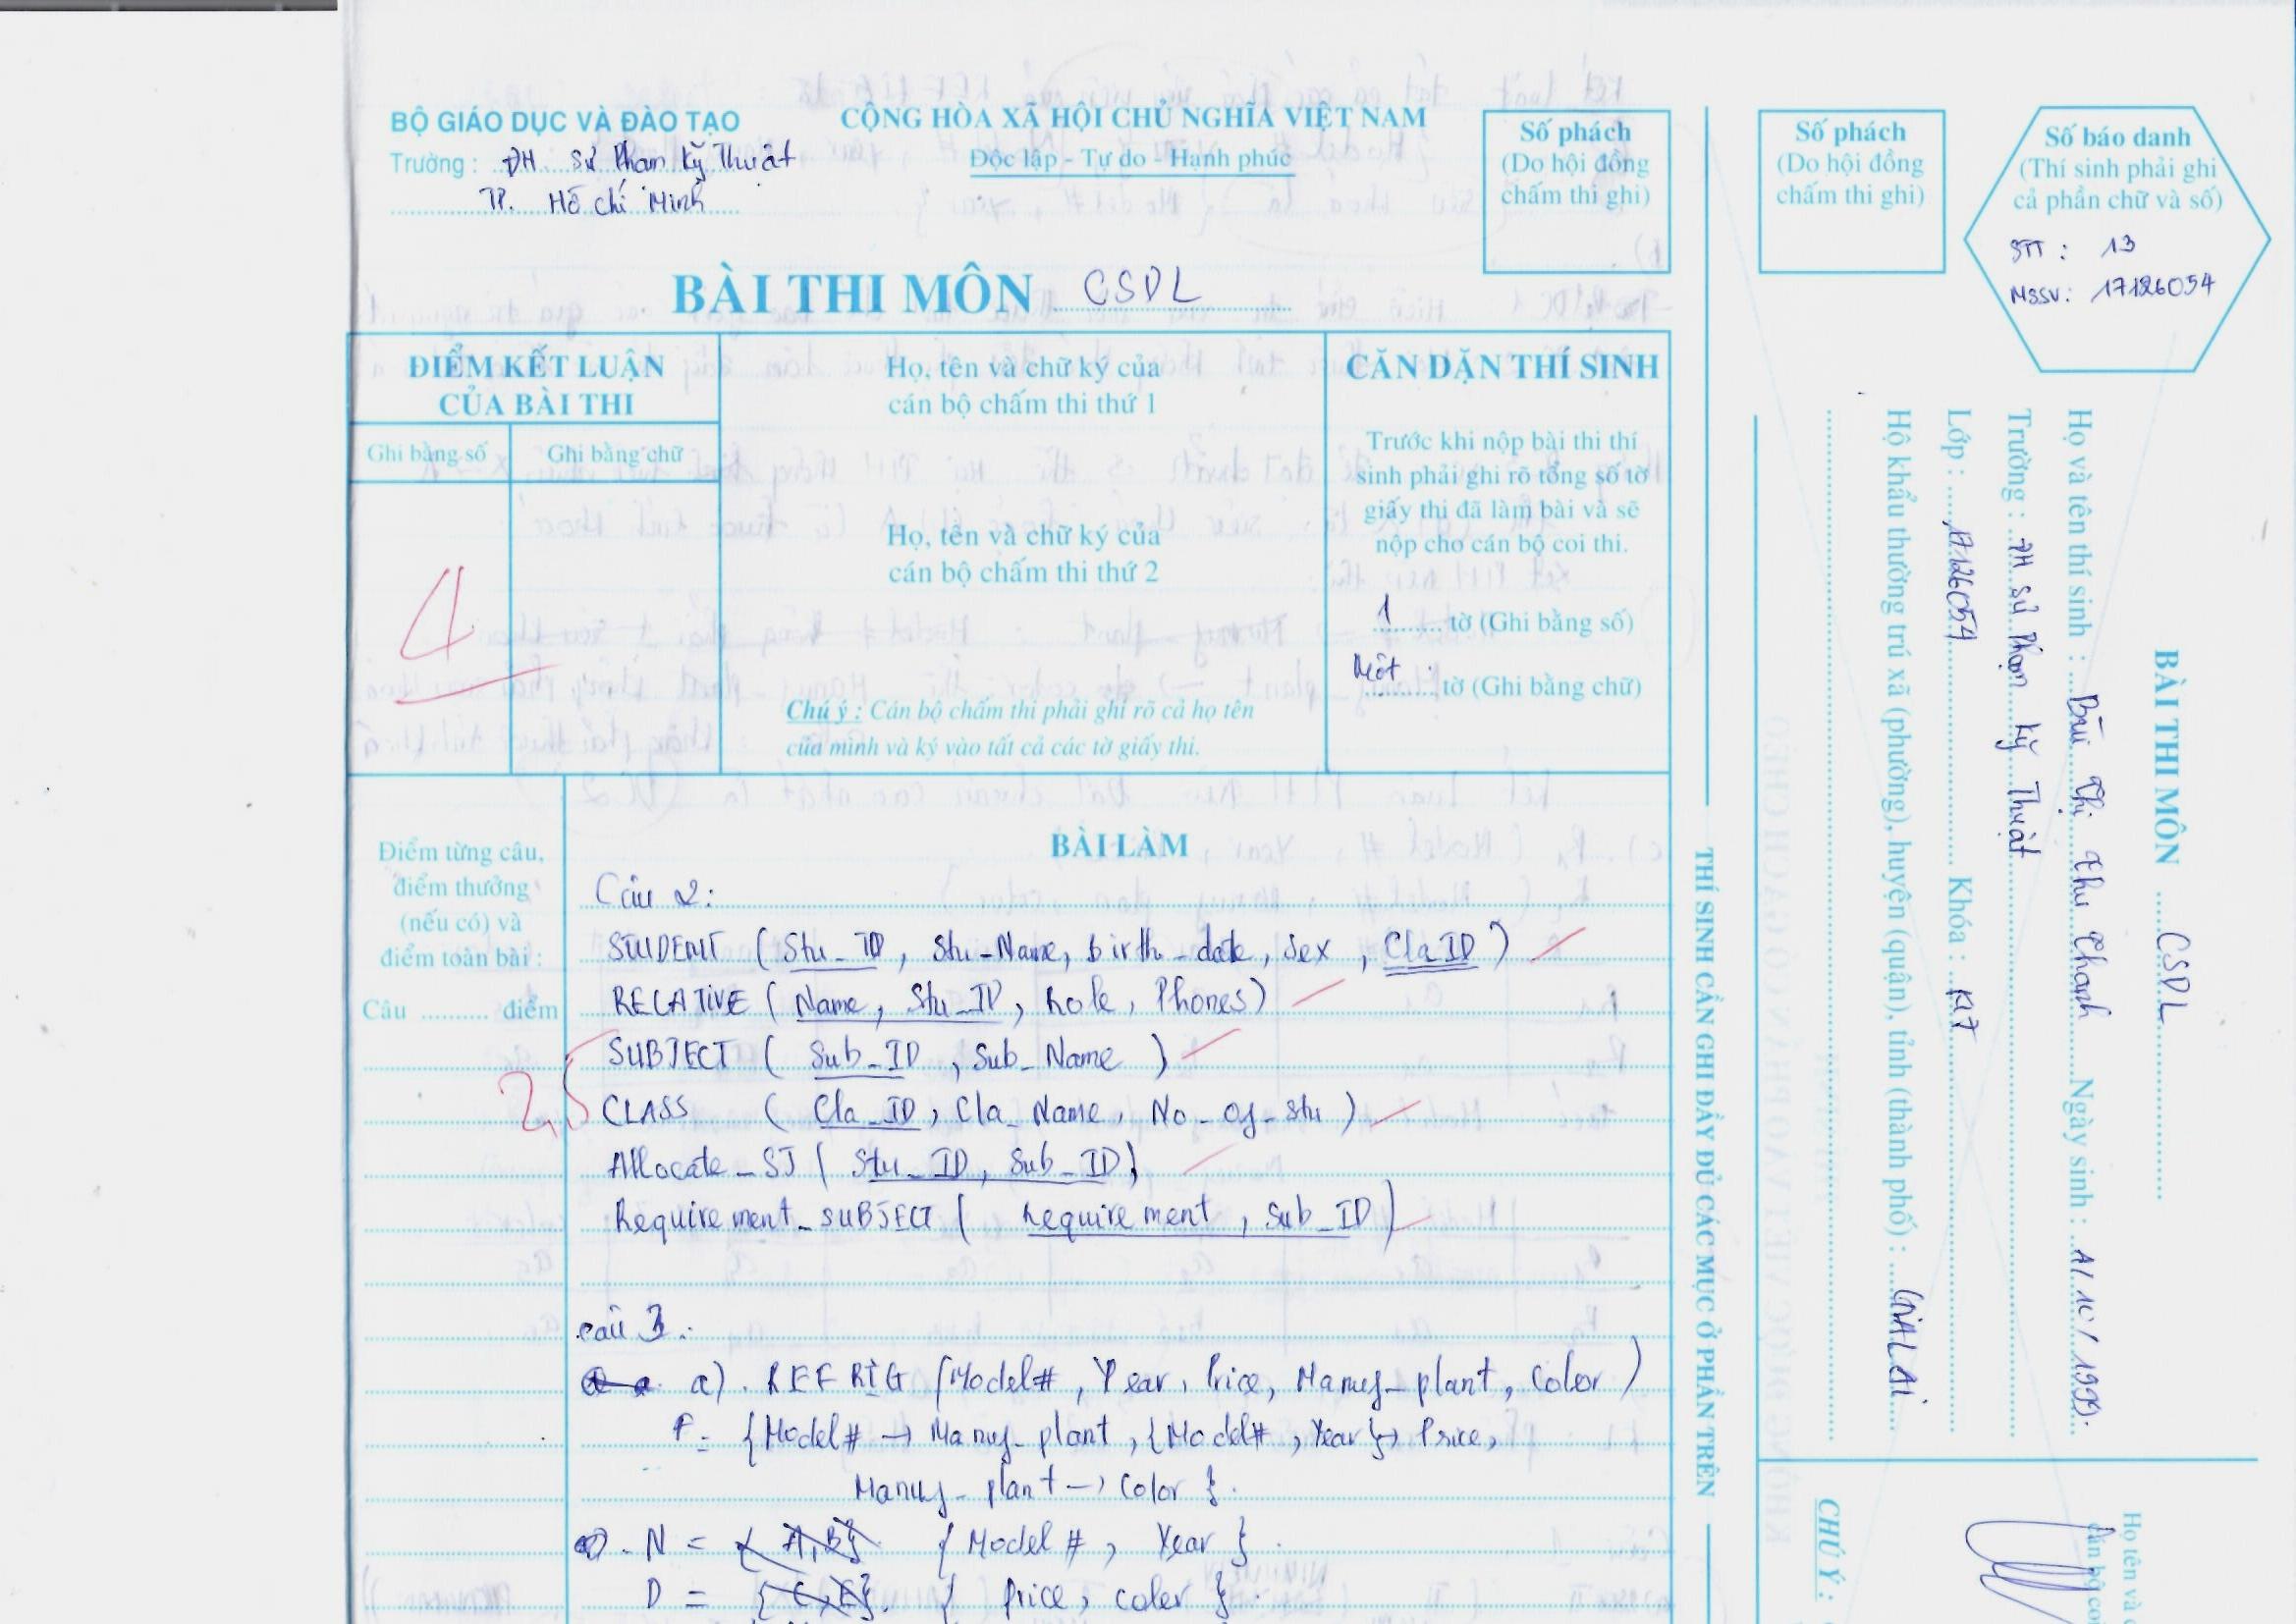 BỘ GIÁO DỤC VÀ ĐÀO TẠO
Trường : ĐH. Sư Phạm Kỹ Thuật
TP. Hồ Chí Minh
CỘNG HÒA XÃ HỘI CHỦ NGHĨA VIỆT NAM
Độc lập - Tự do - Hạnh phúc
Số phách
(Do hội đồng
chấm thi ghi)
BÀI THI MÔN CSDL
ĐIỂM KẾT LUẬN
CỦA BÀI THI
Ghi bằng số
Ghi bằng chữ
4
Họ, tên và chữ ký của
cán bộ chấm thi thứ 1
Họ, tên và chữ ký của
cán bộ chấm thi thứ 2
Chú ý : Cán bộ chấm thi phải ghi rõ cả họ tên
của mình và ký vào tất cả các tờ giấy thi.
CĂN DẶN THÍ SINH
Trước khi nộp bài thi thí
sinh phải ghi rõ tổng số tờ
giấy thi đã làm bài và sẽ
nộp cho cán bộ coi thi.
1 tờ (Ghi bằng số)
Một tờ (Ghi bằng chữ)
Điểm từng câu,
điểm thưởng
(nếu có) và
điểm toàn bài :
Câu .......... điểm
2,5
BÀI LÀM
Câu 2:
STUDENT (Stu_ID, Stu_Name, birth_date, Sex, Cla_ID)
RELATIVE (Name, Stu_ID, Role, Phones)
SUBJECT (Sub_ID, Sub_Name)
CLASS (Cla_ID, Cla_Name, No_of_stu)
Allocate_SJ (Stu_ID, Sub_ID)
Requirement_SUBJECT (Requirement, Sub_ID)
câu 3:
a). REFRIG (Model#, Year, Price, Manuf_plant, Color)
F = {Model# → Manuf_plant, {Model#, Year} → Price,
Manuf_plant → Color }.
N = {Model #, Year }.
D = { Price, color }.
THÍ SINH CẦN GHI ĐẦY ĐỦ CÁC MỤC Ở PHẦN TRÊN
Số phách
(Do hội đồng
chấm thi ghi)
Số báo danh
(Thí sinh phải ghi
cả phần chữ và số)
STT : 13
MSSV: 17126054
BÀI THI MÔN CSDL
Họ và tên thí sinh : Bùi Thị Thu Ngày sinh : /1999.
Trường : ĐH Sư Phạm Kỹ Thuật
Lớp : 17126054 Khóa : K17
Hộ khẩu thường trú xã (phường), huyện (quận), tỉnh (thành phố) : GIALAI
CHÚ Ý :
Họ tên và
cán bộ co